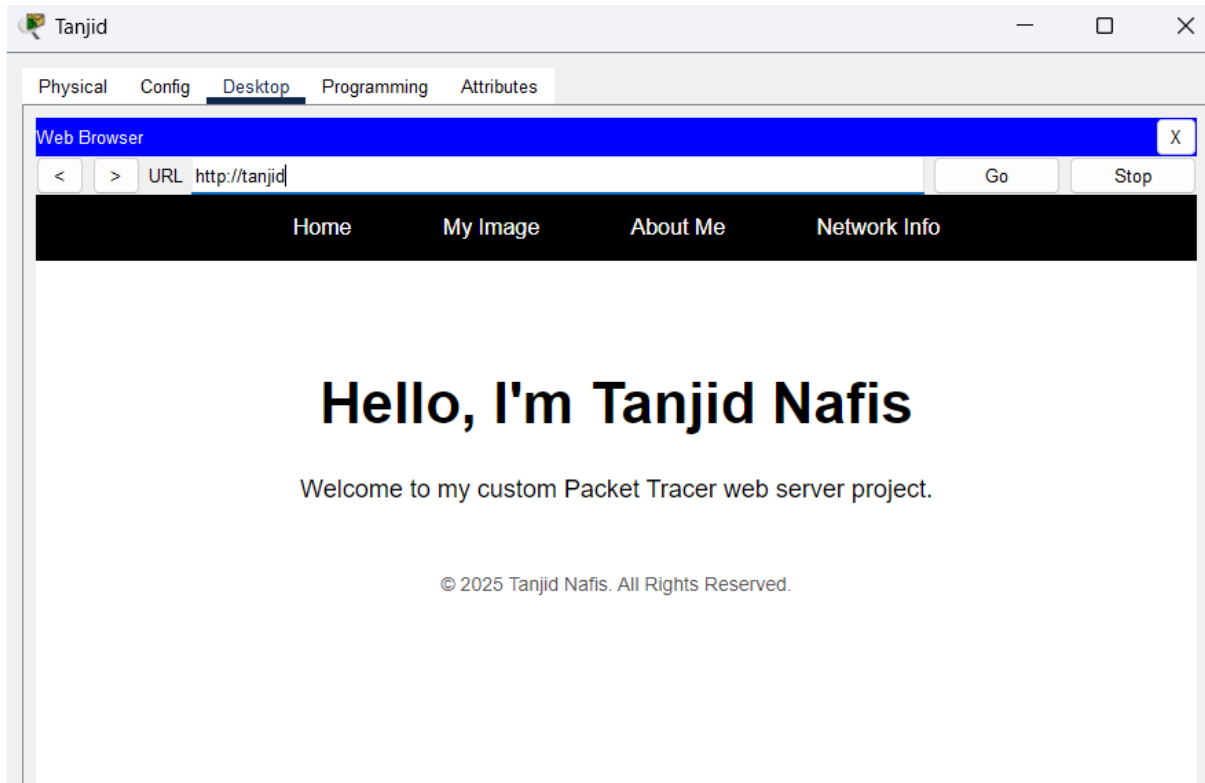 Tanjid
Physical Config Desktop Programming Attributes
Web Browser X
< > URL http://tanjid Go Stop
Home My Image About Me Network Info
Hello, I'm Tanjid Nafis
Welcome to my custom Packet Tracer web server project.
© 2025 Tanjid Nafis. All Rights Reserved.